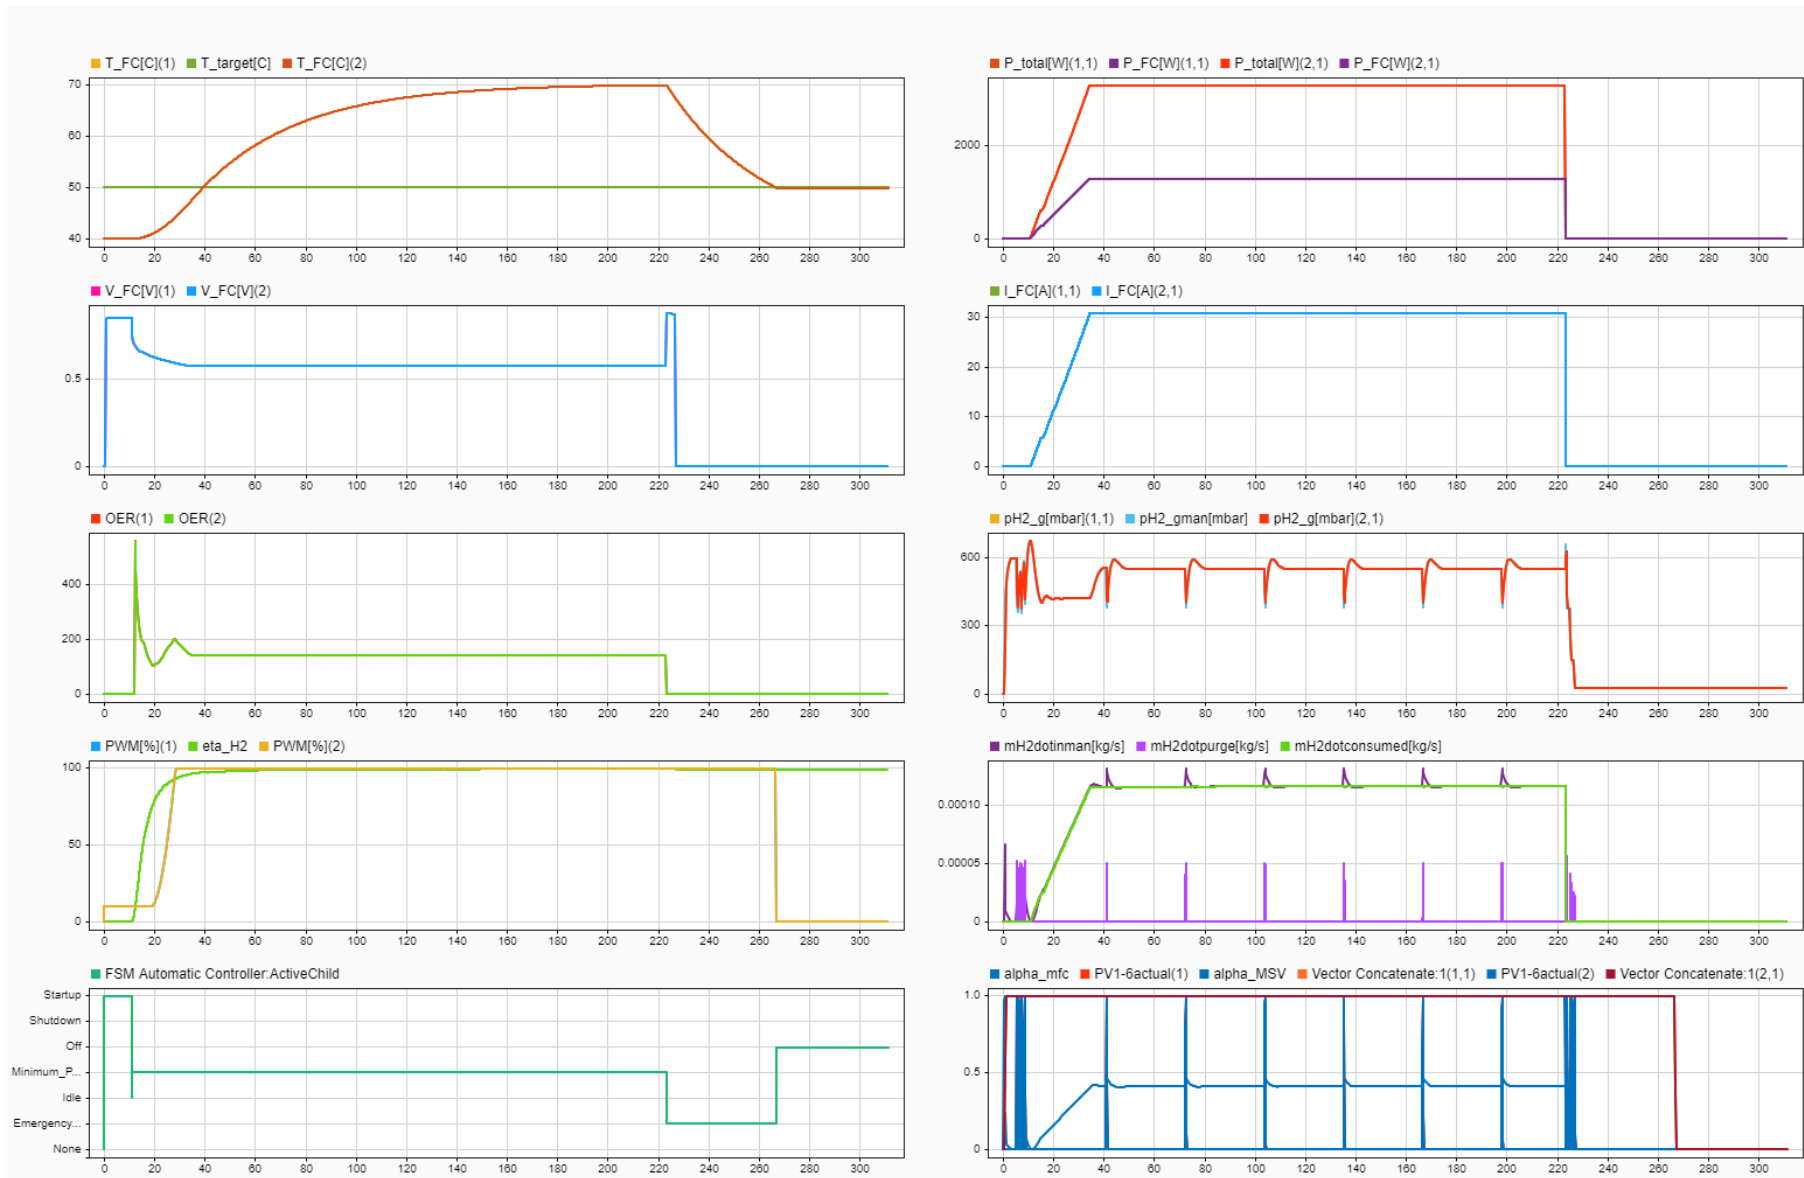 T_FC[C](1) T_target[C] T_FC[C](2)
70
60
50
40
0 20 40 60 80 100 120 140 160 180 200 220 240 260 280 300
P_total[W](1,1) P_FC[W](1,1) P_total[W](2,1) P_FC[W](2,1)
2000
0
0 20 40 60 80 100 120 140 160 180 200 220 240 260 280 300
V_FC[V](1) V_FC[V](2)
0.5
0
0 20 40 60 80 100 120 140 160 180 200 220 240 260 280 300
I_FC[A](1,1) I_FC[A](2,1)
30
20
10
0
0 20 40 60 80 100 120 140 160 180 200 220 240 260 280 300
OER(1) OER(2)
400
200
0
0 20 40 60 80 100 120 140 160 180 200 220 240 260 280 300
pH2_g[mbar](1,1) pH2_gman[mbar] pH2_g[mbar](2,1)
600
300
0
0 20 40 60 80 100 120 140 160 180 200 220 240 260 280 300
PWM[%](1) eta_H2 PWM[%](2)
100
50
0
0 20 40 60 80 100 120 140 160 180 200 220 240 260 280 300
mH2dotinman[kg/s] mH2dotpurge[kg/s] mH2dotconsumed[kg/s]
0.00010
0.00005
0
0 20 40 60 80 100 120 140 160 180 200 220 240 260 280 300
FSM Automatic Controller:ActiveChild
Startup
Shutdown
Off
Minimum_P...
Idle
Emergency...
None
0 20 40 60 80 100 120 140 160 180 200 220 240 260 280 300
alpha_mfc PV1-6actual(1) alpha_MSV Vector Concatenate:1(1,1) PV1-6actual(2) Vector Concatenate:1(2,1)
1.0
0.5
0
0 20 40 60 80 100 120 140 160 180 200 220 240 260 280 300